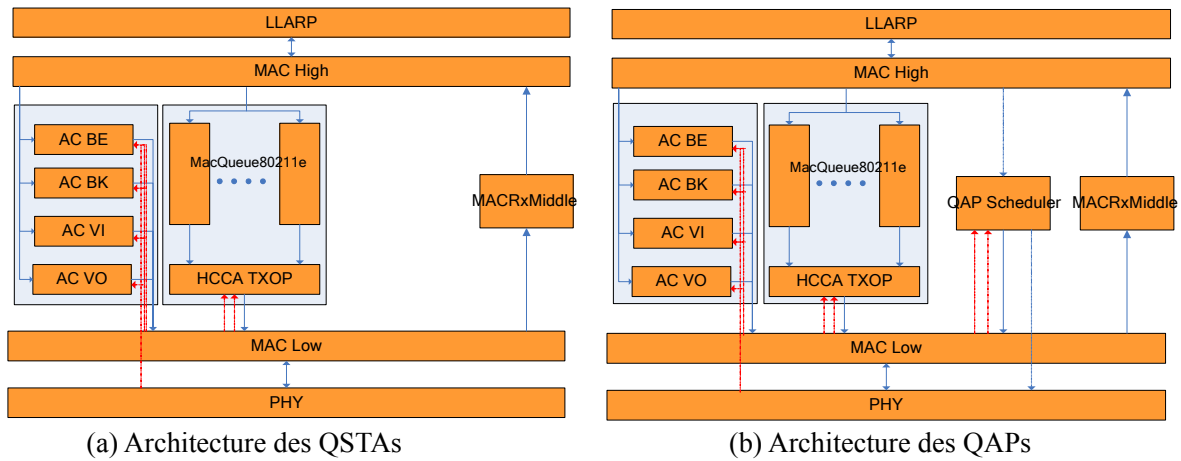 LLARP
MAC High
AC BE
AC BK
AC VI
AC VO
MacQueue80211e
HCCA TXOP
MACRxMiddle
MAC Low
PHY
(a) Architecture des QSTAs
LLARP
MAC High
AC BE
AC BK
AC VI
AC VO
MacQueue80211e
HCCA TXOP
QAP Scheduler
MACRxMiddle
MAC Low
PHY
(b) Architecture des QAPs